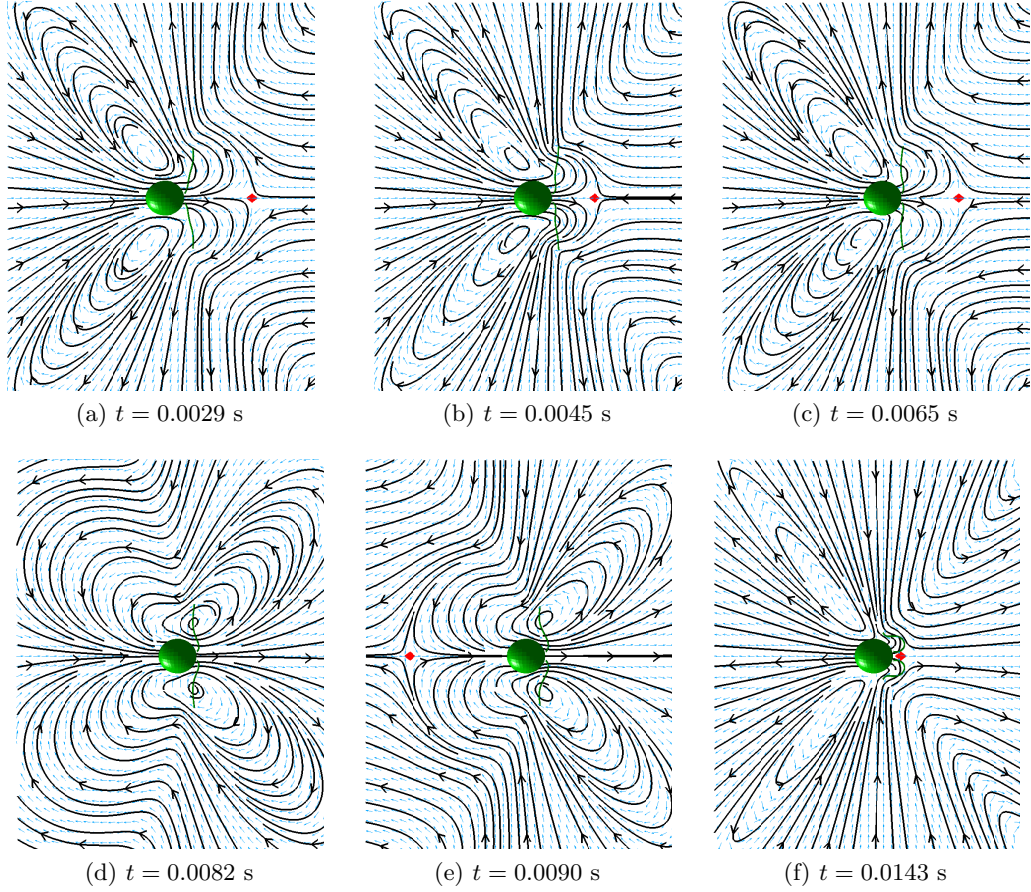 (a) t = 0.0029 s
(b) t = 0.0045 s
(c) t = 0.0065 s
(d) t = 0.0082 s
(e) t = 0.0090 s
(f) t = 0.0143 s